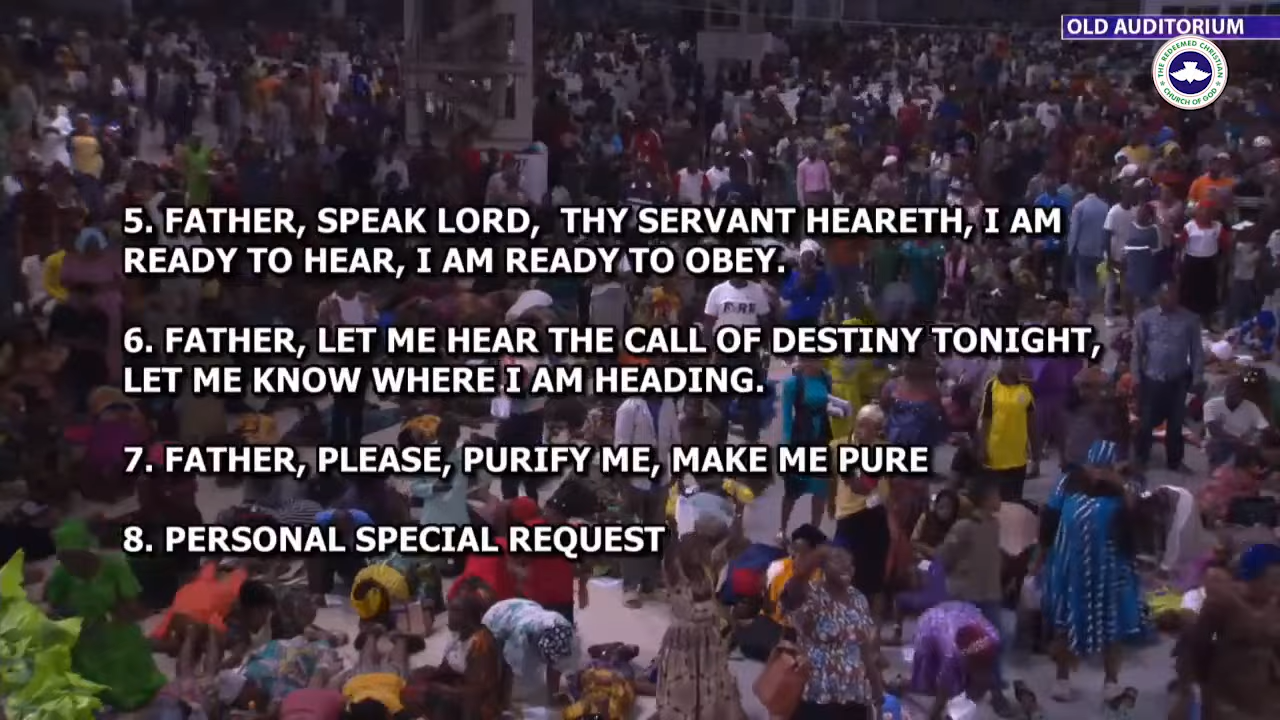 OLD AUDITORIUM
THE REDEEMED CHRISTIAN
CHURCH OF GOD
5. FATHER, SPEAK LORD,  THY SERVANT HEARETH, I AM
READY TO HEAR, I AM READY TO OBEY.
6. FATHER, LET ME HEAR THE CALL OF DESTINY TONIGHT,
LET ME KNOW WHERE I AM HEADING.
7. FATHER, PLEASE, PURIFY ME, MAKE ME PURE
8. PERSONAL SPECIAL REQUEST